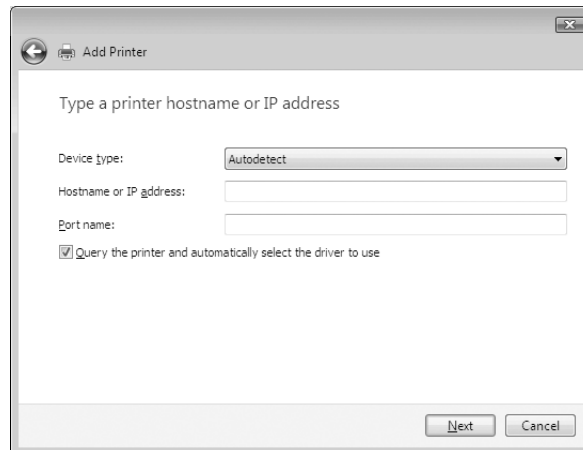 Add Printer
Type a printer hostname or IP address
Device type: Autodetect
Hostname or IP address:
Port name:
Query the printer and automatically select the driver to use
Next Cancel